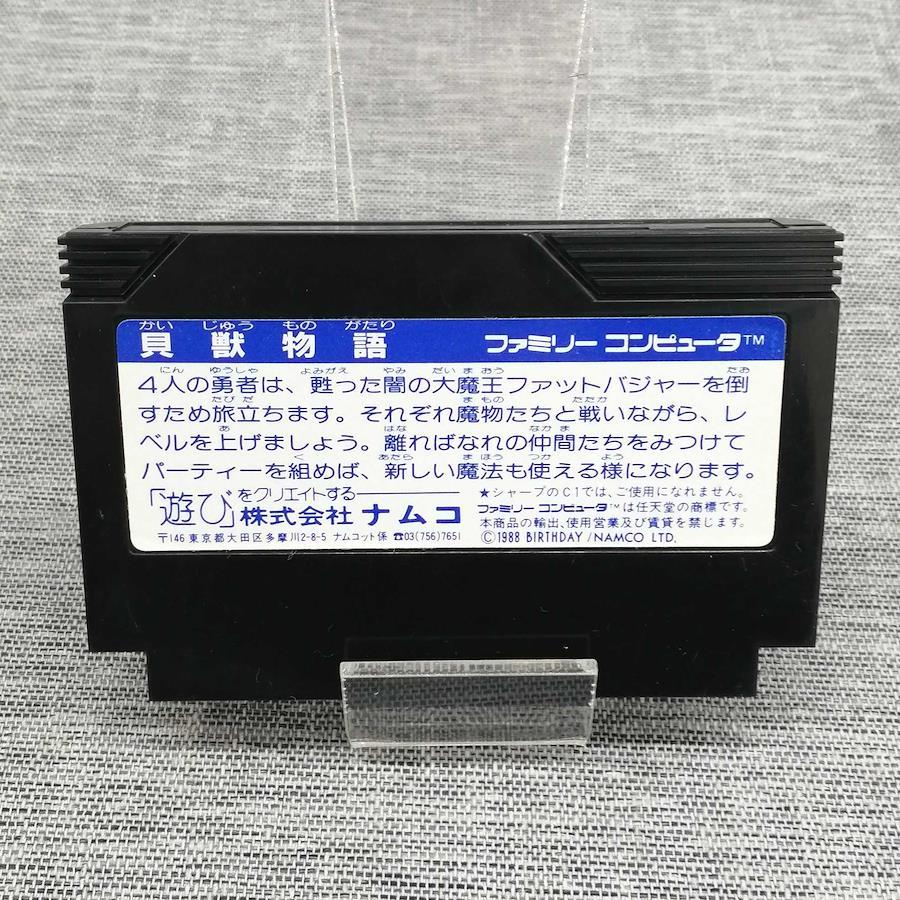 かい じゅう もの がたり
貝獣物語 ファミリー コンピュータ™
にん ゆうしゃ よみがえ やみ だい ま おう たお
4人の勇者は、甦った闇の大魔王ファットバジャーを倒
たび だ ま もの たたか
すため旅立ちます。それぞれ魔物たちと戦いながら、レ
あ はな なか ま
ベルを上げましょう。離ればなれの仲間たちをみつけて
く あたら ま ほう つか よう
パーティーを組めば、新しい魔法も使える様になります。
「遊び」をクリエイトする
株式会社 ナムコ
〒146 東京都大田区多摩川2-8-5 ナムコット係 ☎03(756)7651
★シャープのC1では、ご使用になれません。
ファミリー コンピュータ™は任天堂の商標です。
本商品の輸出、使用営業及び賃貸を禁じます。
©1988 BIRTHDAY /NAMCO LTD.